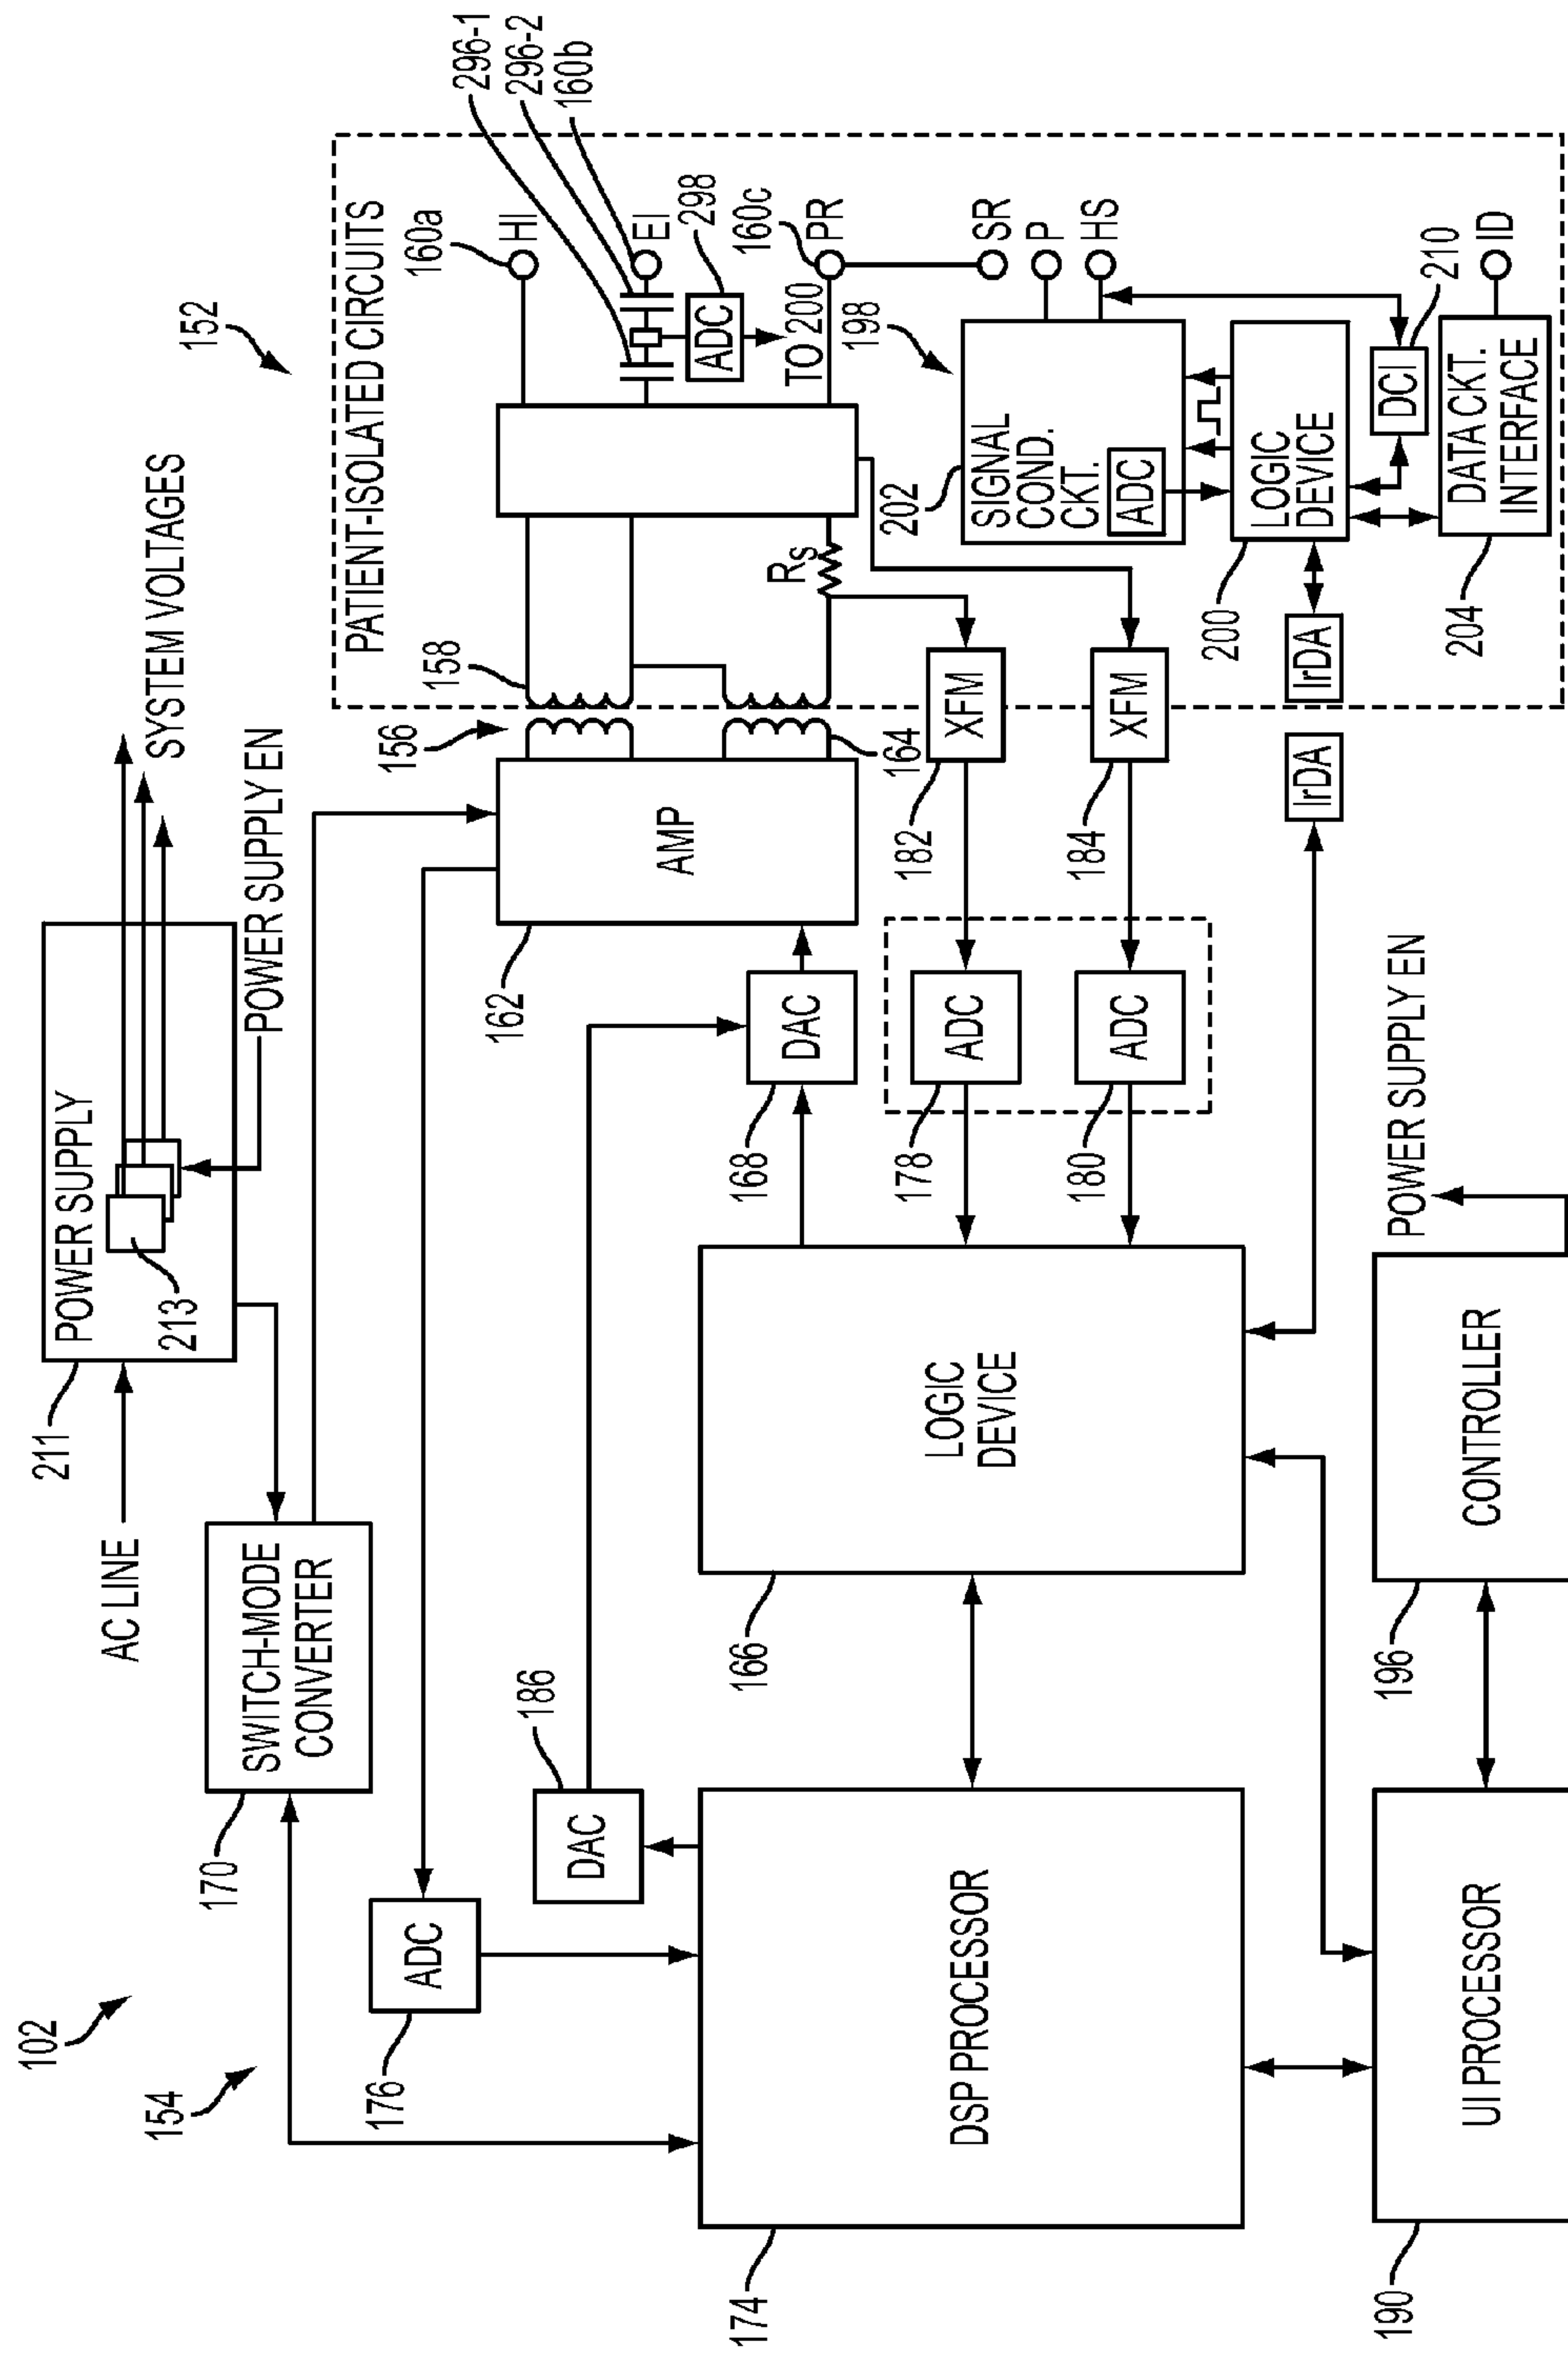 102
154
152
211
AC LINE
POWER SUPPLY
213
SYSTEM VOLTAGES
POWER SUPPLY EN
170
SWITCH-MODE
CONVERTER
176
ADC
186
DAC
162
AMP
156
158
164
PATIENT-ISOLATED CIRCUITS
160a
HI
296-1
296-2
160b
EI
298
ADC
TO 200
160c
PR
RS
168
DAC
178
ADC
180
ADC
182
XFM
184
XFM
198
SR
P
HS
202
SIGNAL
COND.
CKT.
ADC
200
LOGIC
DEVICE
210
DCI
204
DATA CKT.
INTERFACE
ID
IrDA
IrDA
166
LOGIC
DEVICE
174
DSP PROCESSOR
190
UI PROCESSOR
196
CONTROLLER
POWER SUPPLY EN